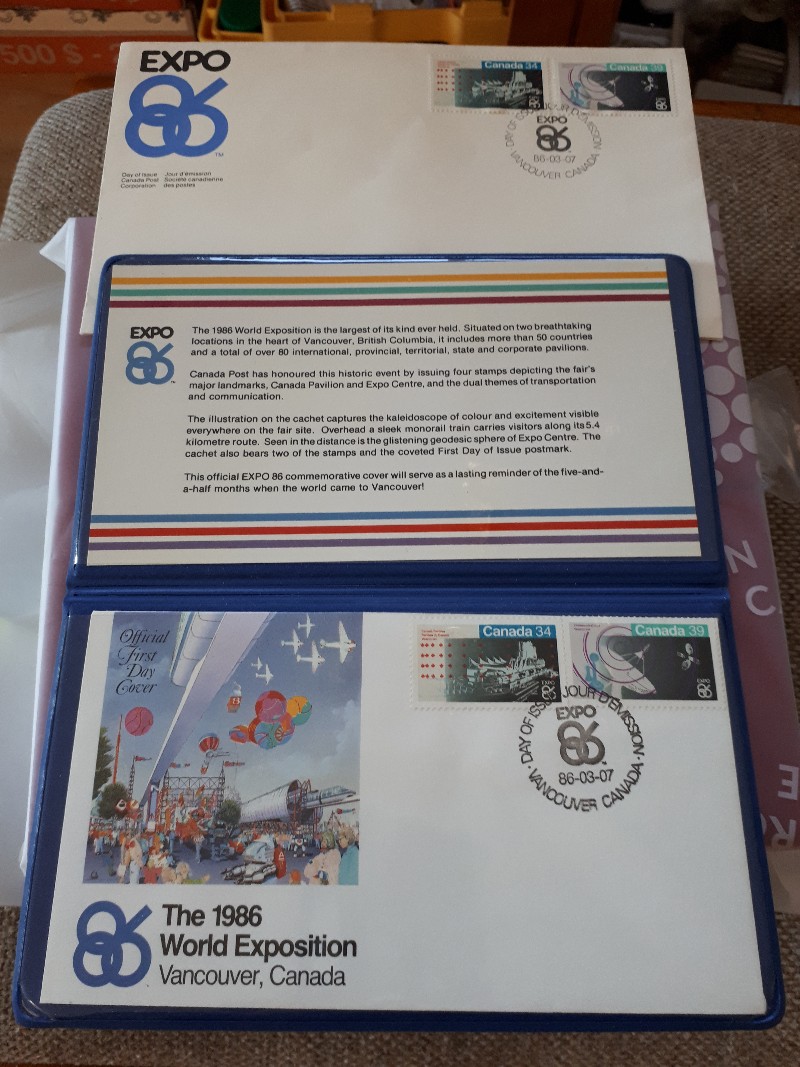 500 $ -
EXPO
86
TM
Day of Issue Jour d'émission
Canada Post Société canadienne
Corporation des postes
Canada 34
Canada 39
DAY OF ISSUE JOUR D'ÉMISSION
EXPO
86
86-03-07
VANCOUVER CANADA
EXPO
86
The 1986 World Exposition is the largest of its kind ever held. Situated on two breathtaking
locations in the heart of Vancouver, British Columbia, it includes more than 50 countries
and a total of over 80 international, provincial, territorial, state and corporate pavilions.
Canada Post has honoured this historic event by issuing four stamps depicting the fair's
major landmarks, Canada Pavilion and Expo Centre, and the dual themes of transportation
and communication.
The illustration on the cachet captures the kaleidoscope of colour and excitement visible
everywhere on the fair site. Overhead a sleek monorail train carries visitors along its 5.4
kilometre route. Seen in the distance is the glistening geodesic sphere of Expo Centre. The
cachet also bears two of the stamps and the coveted First Day of Issue postmark.
This official EXPO 86 commemorative cover will serve as a lasting reminder of the five-and-
a-half months when the world came to Vancouver!
NC
Official
First
Day
Cover
Canada 34
Canada 39
DAY OF ISSUE JOUR D'ÉMISSION
EXPO
86
86-03-07
VANCOUVER CANADA
86
The 1986
World Exposition
Vancouver, Canada